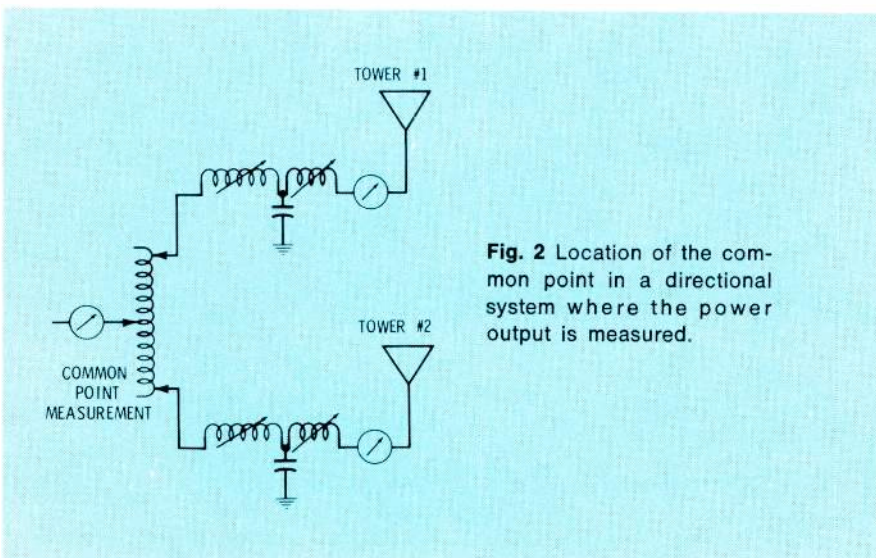 TOWER #1
Fig. 2 Location of the com-
mon point in a directional
system where the power
output is measured.
TOWER #2
COMMON
POINT
MEASUREMENT